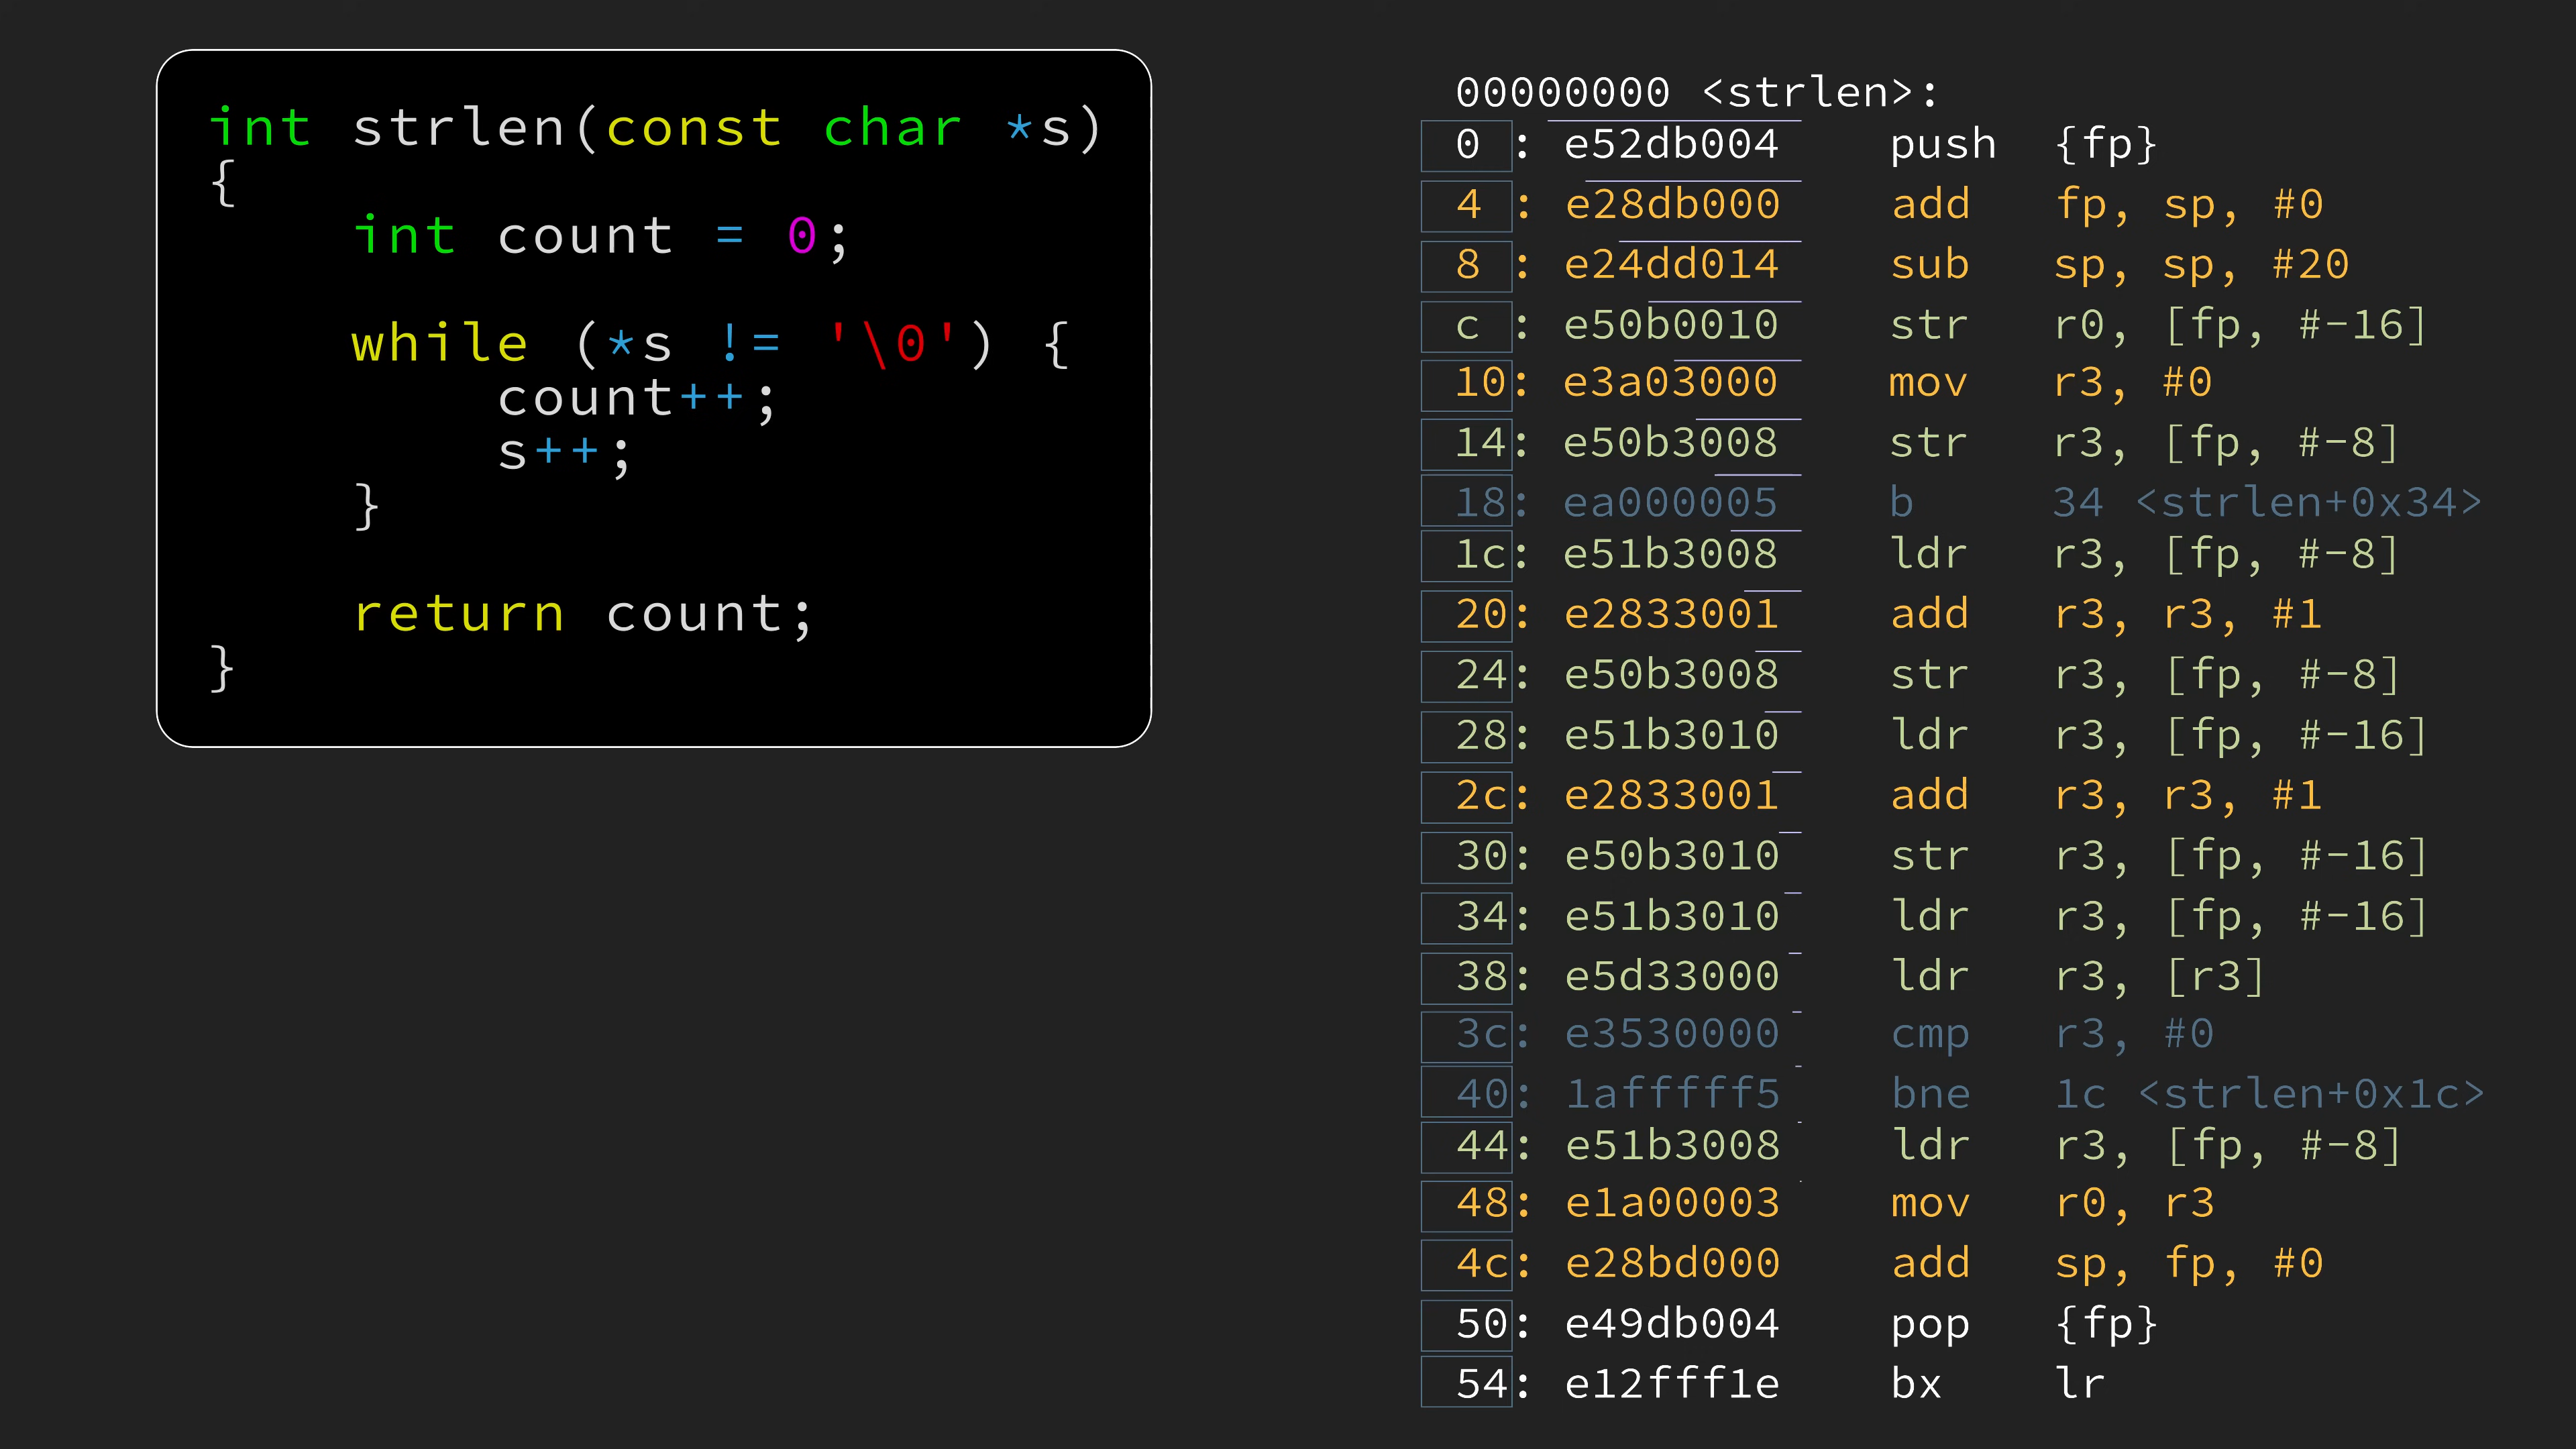 int strlen(const char *s)
{
    int count = 0;
    while (*s != '\0') {
        count++;
        s++;
    }
    return count;
}
00000000 <strlen>:
0 : e52db004 push {fp}
4 : e28db000 add fp, sp, #0
8 : e24dd014 sub sp, sp, #20
c : e50b0010 str r0, [fp, #-16]
10: e3a03000 mov r3, #0
14: e50b3008 str r3, [fp, #-8]
18: ea000005 b 34 <strlen+0x34>
1c: e51b3008 ldr r3, [fp, #-8]
20: e2833001 add r3, r3, #1
24: e50b3008 str r3, [fp, #-8]
28: e51b3010 ldr r3, [fp, #-16]
2c: e2833001 add r3, r3, #1
30: e50b3010 str r3, [fp, #-16]
34: e51b3010 ldr r3, [fp, #-16]
38: e5d33000 ldr r3, [r3]
3c: e3530000 cmp r3, #0
40: 1afffff5 bne 1c <strlen+0x1c>
44: e51b3008 ldr r3, [fp, #-8]
48: e1a00003 mov r0, r3
4c: e28bd000 add sp, fp, #0
50: e49db004 pop {fp}
54: e12fff1e bx lr